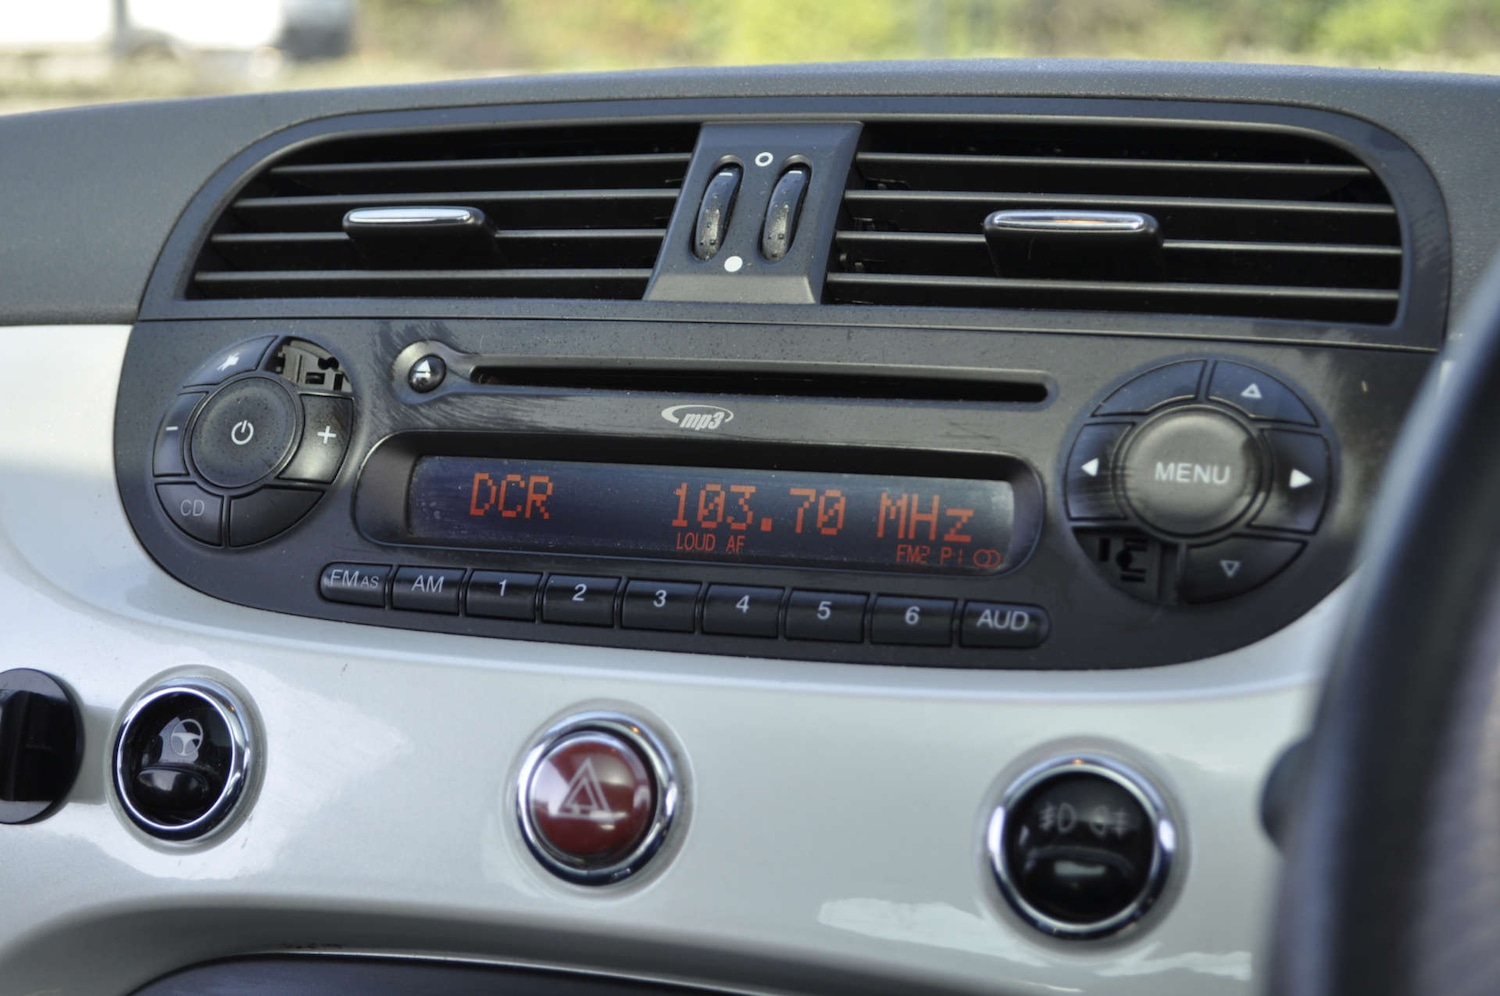 mp3
DCR 103.70 MHz
LOUD AF FM2 P1
MENU
CD
FM AS AM 1 2 3 4 5 6 AUD